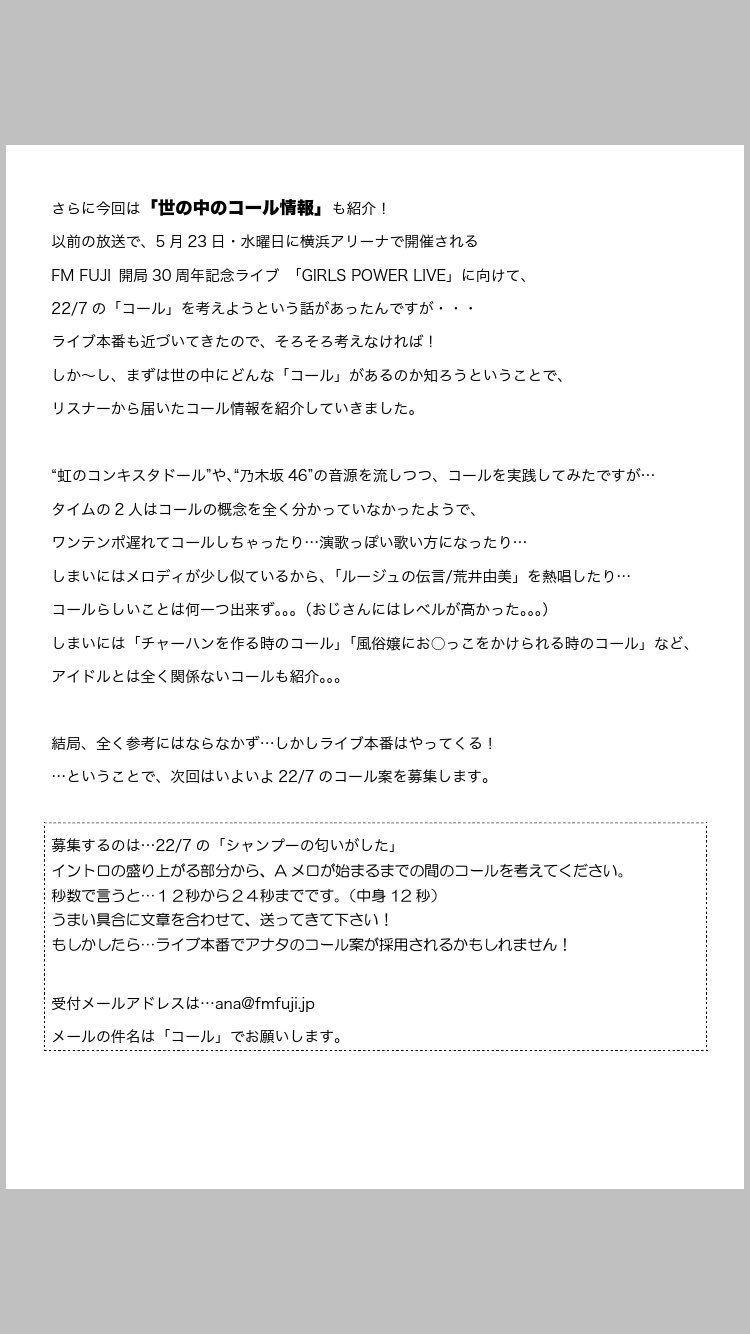 さらに今回は「世の中のコール情報」も紹介！
以前の放送で、5 月 23 日・水曜日に横浜アリーナで開催される
FM FUJI 開局 30 周年記念ライブ 「GIRLS POWER LIVE」に向けて、
22/7 の「コール」を考えようという話があったんですが・・・
ライブ本番も近づいてきたので、そろそろ考えなければ！
しか～し、まずは世の中にどんな「コール」があるのか知ろうということで、
リスナーから届いたコール情報を紹介していきました。
“虹のコンキスタドール”や、“乃木坂 46”の音源を流しつつ、コールを実践してみたですが…
タイムの 2 人はコールの概念を全く分かっていなかったようで、
ワンテンポ遅れてコールしちゃったり…演歌っぽい歌い方になったり…
しまいにはメロディが少し似ているから、「ルージュの伝言/荒井由美」を熱唱したり…
コールらしいことは何一つ出来ず。。。（おじさんにはレベルが高かった。。。）
しまいには「チャーハンを作る時のコール」「風俗嬢にお○っこをかけられる時のコール」など、
アイドルとは全く関係ないコールも紹介。。。
結局、全く参考にはならなかず…しかしライブ本番はやってくる！
…ということで、次回はいよいよ 22/7 のコール案を募集します。
募集するのは…22/7 の「シャンプーの匂いがした」
イントロの盛り上がる部分から、A メロが始まるまでの間のコールを考えてください。
秒数で言うと…１２秒から２４秒までです。（中身 12 秒）
うまい具合に文章を合わせて、送ってきて下さい！
もしかしたら…ライブ本番でアナタのコール案が採用されるかもしれません！
受付メールアドレスは…ana@fmfuji.jp
メールの件名は「コール」でお願いします。